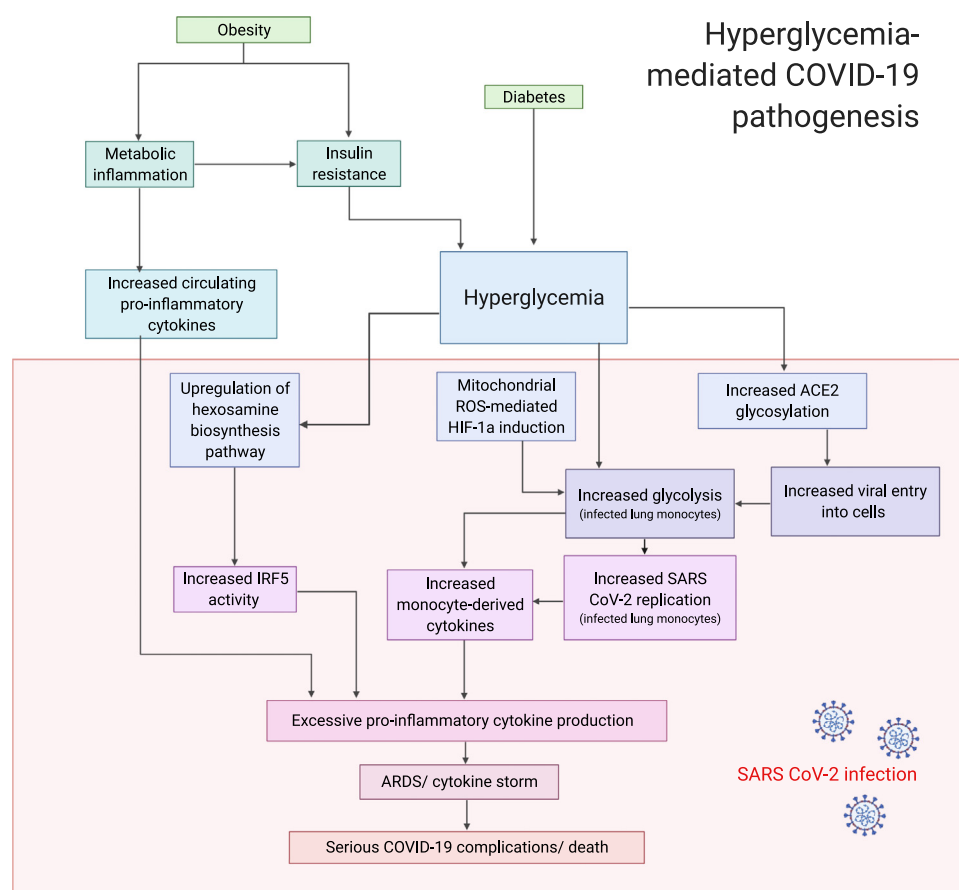 Hyperglycemia-
mediated COVID-19
pathogenesis
Obesity
Diabetes
Metabolic
inflammation
Insulin
resistance
Increased circulating
pro-inflammatory
cytokines
Hyperglycemia
Upregulation of
hexosamine
biosynthesis
pathway
Mitochondrial
ROS-mediated
HIF-1a induction
Increased ACE2
glycosylation
Increased glycolysis
(infected lung monocytes)
Increased viral entry
into cells
Increased IRF5
activity
Increased
monocyte-derived
cytokines
Increased SARS
CoV-2 replication
(infected lung monocytes)
Excessive pro-inflammatory cytokine production
ARDS/ cytokine storm
SARS CoV-2 infection
Serious COVID-19 complications/ death